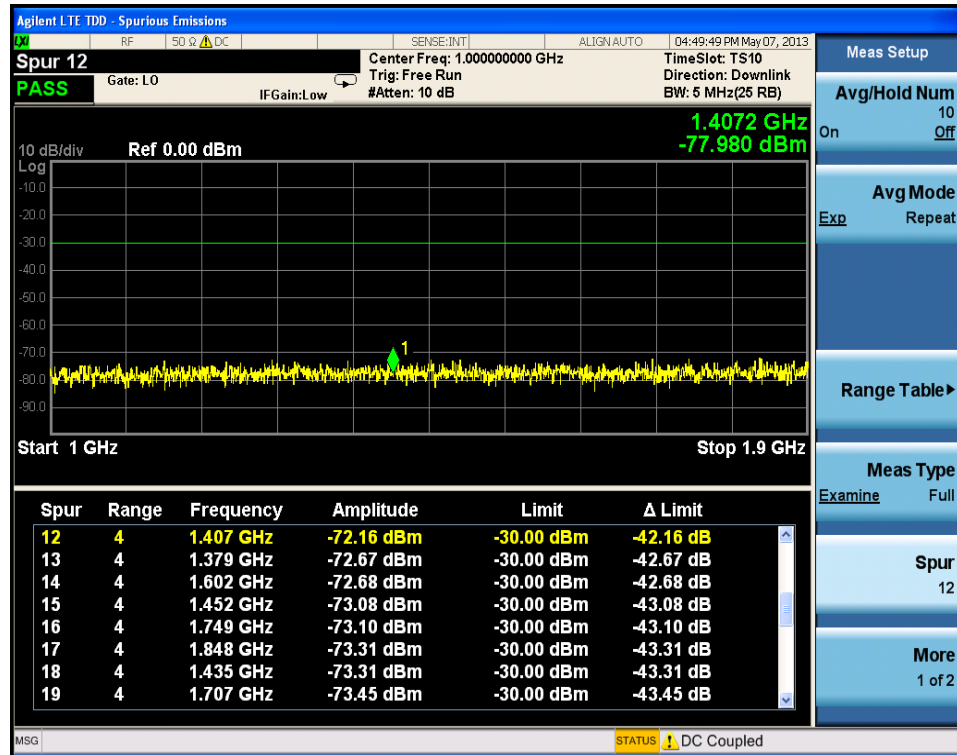 Agilent LTE TDD - Spurious Emissions
LXI RF 50 Ω DC SENSE:INT ALIGN AUTO 04:49:49 PM May 07, 2013
Spur 12 Center Freq: 1.000000000 GHz TimeSlot: TS10
PASS Gate: LO Trig: Free Run Direction: Downlink
IFGain:Low #Atten: 10 dB BW: 5 MHz(25 RB)
1.4072 GHz
10 dB/div Ref 0.00 dBm -77.980 dBm
Log
-10.0
-20.0
-30.0
-40.0
-50.0
-60.0
-70.0
1
-80.0
-90.0
Start 1 GHz Stop 1.9 GHz
Spur Range Frequency Amplitude Limit Δ Limit
12 4 1.407 GHz -72.16 dBm -30.00 dBm -42.16 dB
13 4 1.379 GHz -72.67 dBm -30.00 dBm -42.67 dB
14 4 1.602 GHz -72.68 dBm -30.00 dBm -42.68 dB
15 4 1.452 GHz -73.08 dBm -30.00 dBm -43.08 dB
16 4 1.749 GHz -73.10 dBm -30.00 dBm -43.10 dB
17 4 1.848 GHz -73.31 dBm -30.00 dBm -43.31 dB
18 4 1.435 GHz -73.31 dBm -30.00 dBm -43.31 dB
19 4 1.707 GHz -73.45 dBm -30.00 dBm -43.45 dB
MSG STATUS DC Coupled
Meas Setup
Avg/Hold Num
10
On Off
Avg Mode
Exp Repeat
Range Table
Meas Type
Examine Full
Spur
12
More
1 of 2